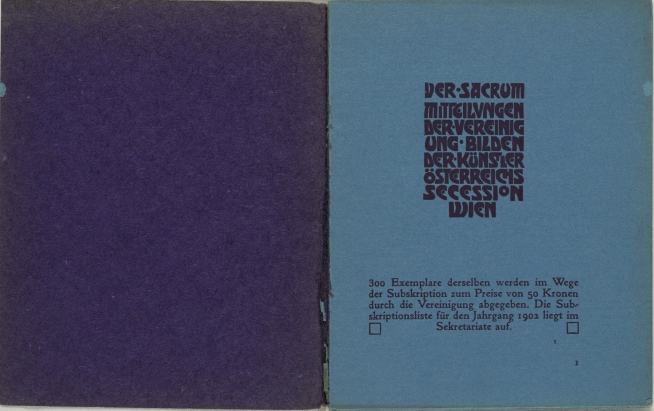 VER·SACRUM
MITTEILVNGEN
DER·VEREINIG
UNG·BILDEN
DER·KÜNSTLER
ÖSTERREICHS
SECESSION
WIEN
300 Exemplare derselben werden im Wege
der Subskription zum Preise von 50 Kronen
durch die Vereinigung abgegeben. Die Sub-
skriptionsliste für den Jahrgang 1902 liegt im
Sekretariate auf.